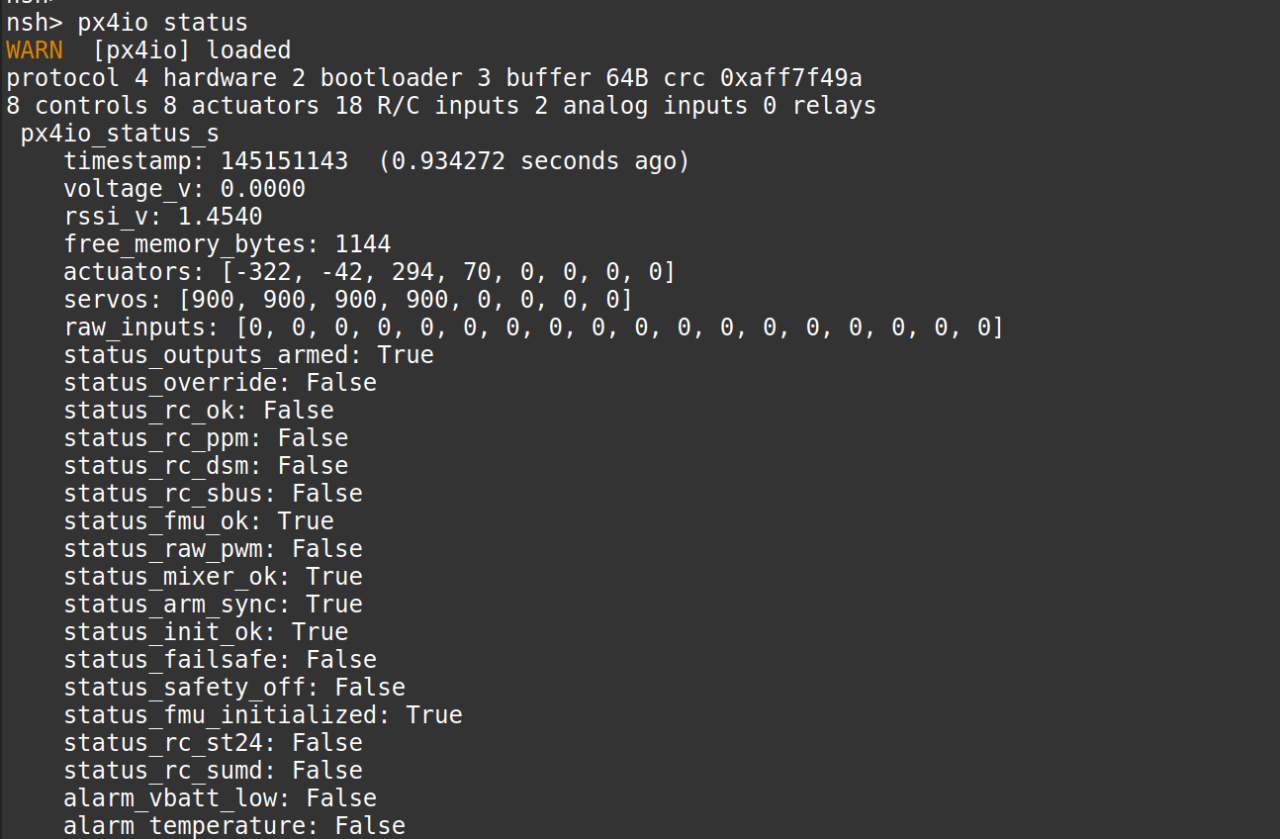 nsh>
nsh> px4io status
WARN  [px4io] loaded
protocol 4 hardware 2 bootloader 3 buffer 64B crc 0xaff7f49a
8 controls 8 actuators 18 R/C inputs 2 analog inputs 0 relays
 px4io_status_s
    timestamp: 145151143  (0.934272 seconds ago)
    voltage_v: 0.0000
    rssi_v: 1.4540
    free_memory_bytes: 1144
    actuators: [-322, -42, 294, 70, 0, 0, 0, 0]
    servos: [900, 900, 900, 900, 0, 0, 0, 0]
    raw_inputs: [0, 0, 0, 0, 0, 0, 0, 0, 0, 0, 0, 0, 0, 0, 0, 0, 0, 0]
    status_outputs_armed: True
    status_override: False
    status_rc_ok: False
    status_rc_ppm: False
    status_rc_dsm: False
    status_rc_sbus: False
    status_fmu_ok: True
    status_raw_pwm: False
    status_mixer_ok: True
    status_arm_sync: True
    status_init_ok: True
    status_failsafe: False
    status_safety_off: False
    status_fmu_initialized: True
    status_rc_st24: False
    status_rc_sumd: False
    alarm_vbatt_low: False
    alarm_temperature: False